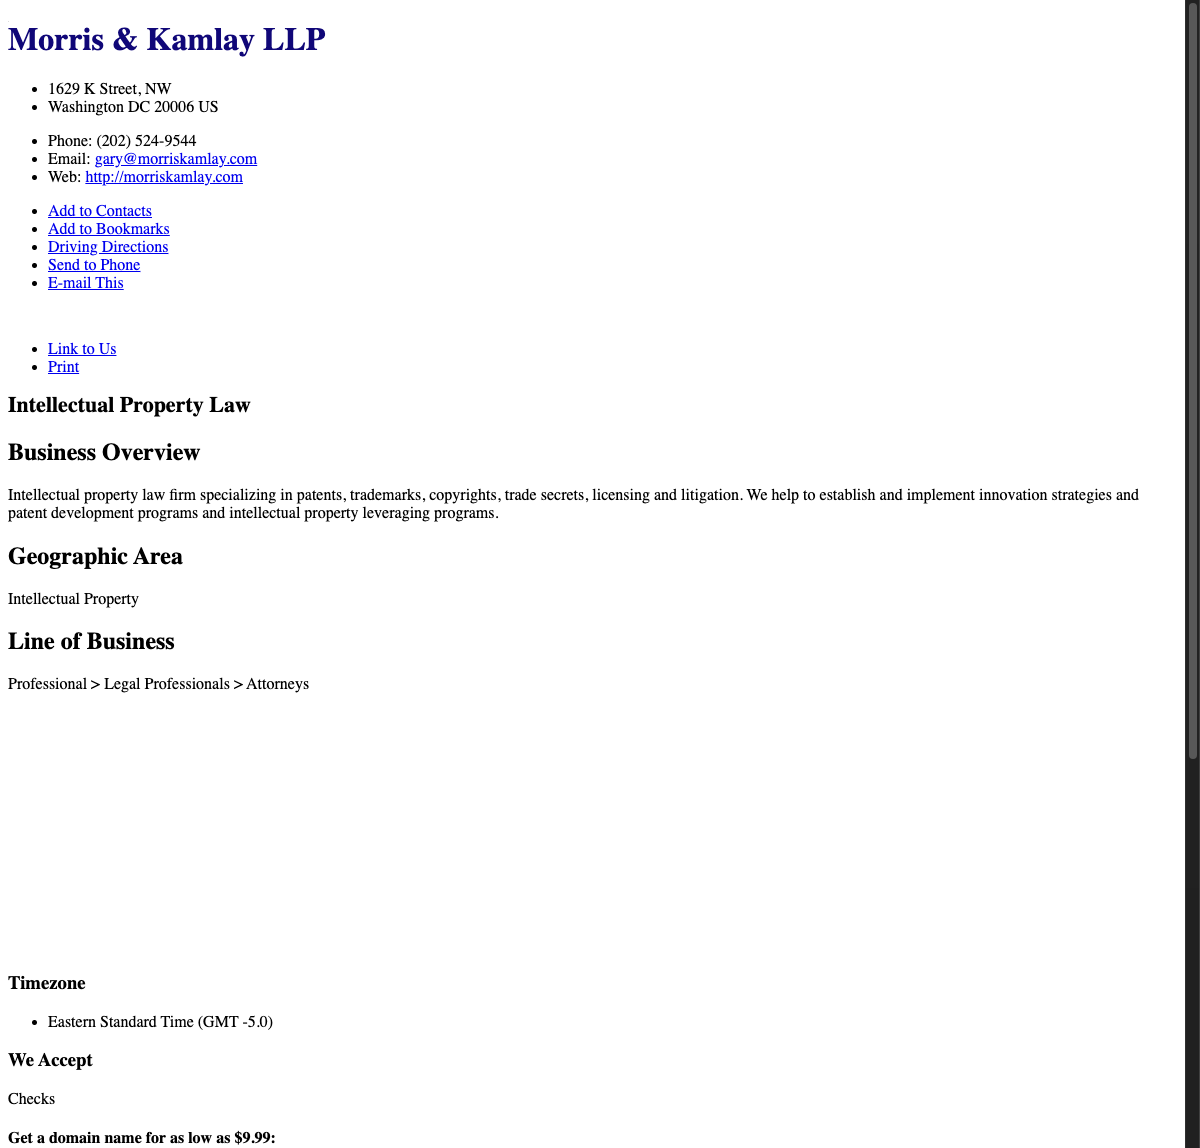 Morris & Kamlay LLP
1629 K Street, NW
Washington DC 20006 US
Phone: (202) 524-9544
Email: gary@morriskamlay.com
Web: http://morriskamlay.com
Add to Contacts
Add to Bookmarks
Driving Directions
Send to Phone
E-mail This
Link to Us
Print
Intellectual Property Law
Business Overview
Intellectual property law firm specializing in patents, trademarks, copyrights, trade secrets, licensing and litigation. We help to establish and implement innovation strategies and
patent development programs and intellectual property leveraging programs.
Geographic Area
Intellectual Property
Line of Business
Professional > Legal Professionals > Attorneys
Timezone
Eastern Standard Time (GMT -5.0)
We Accept
Checks
Get a domain name for as low as $9.99: